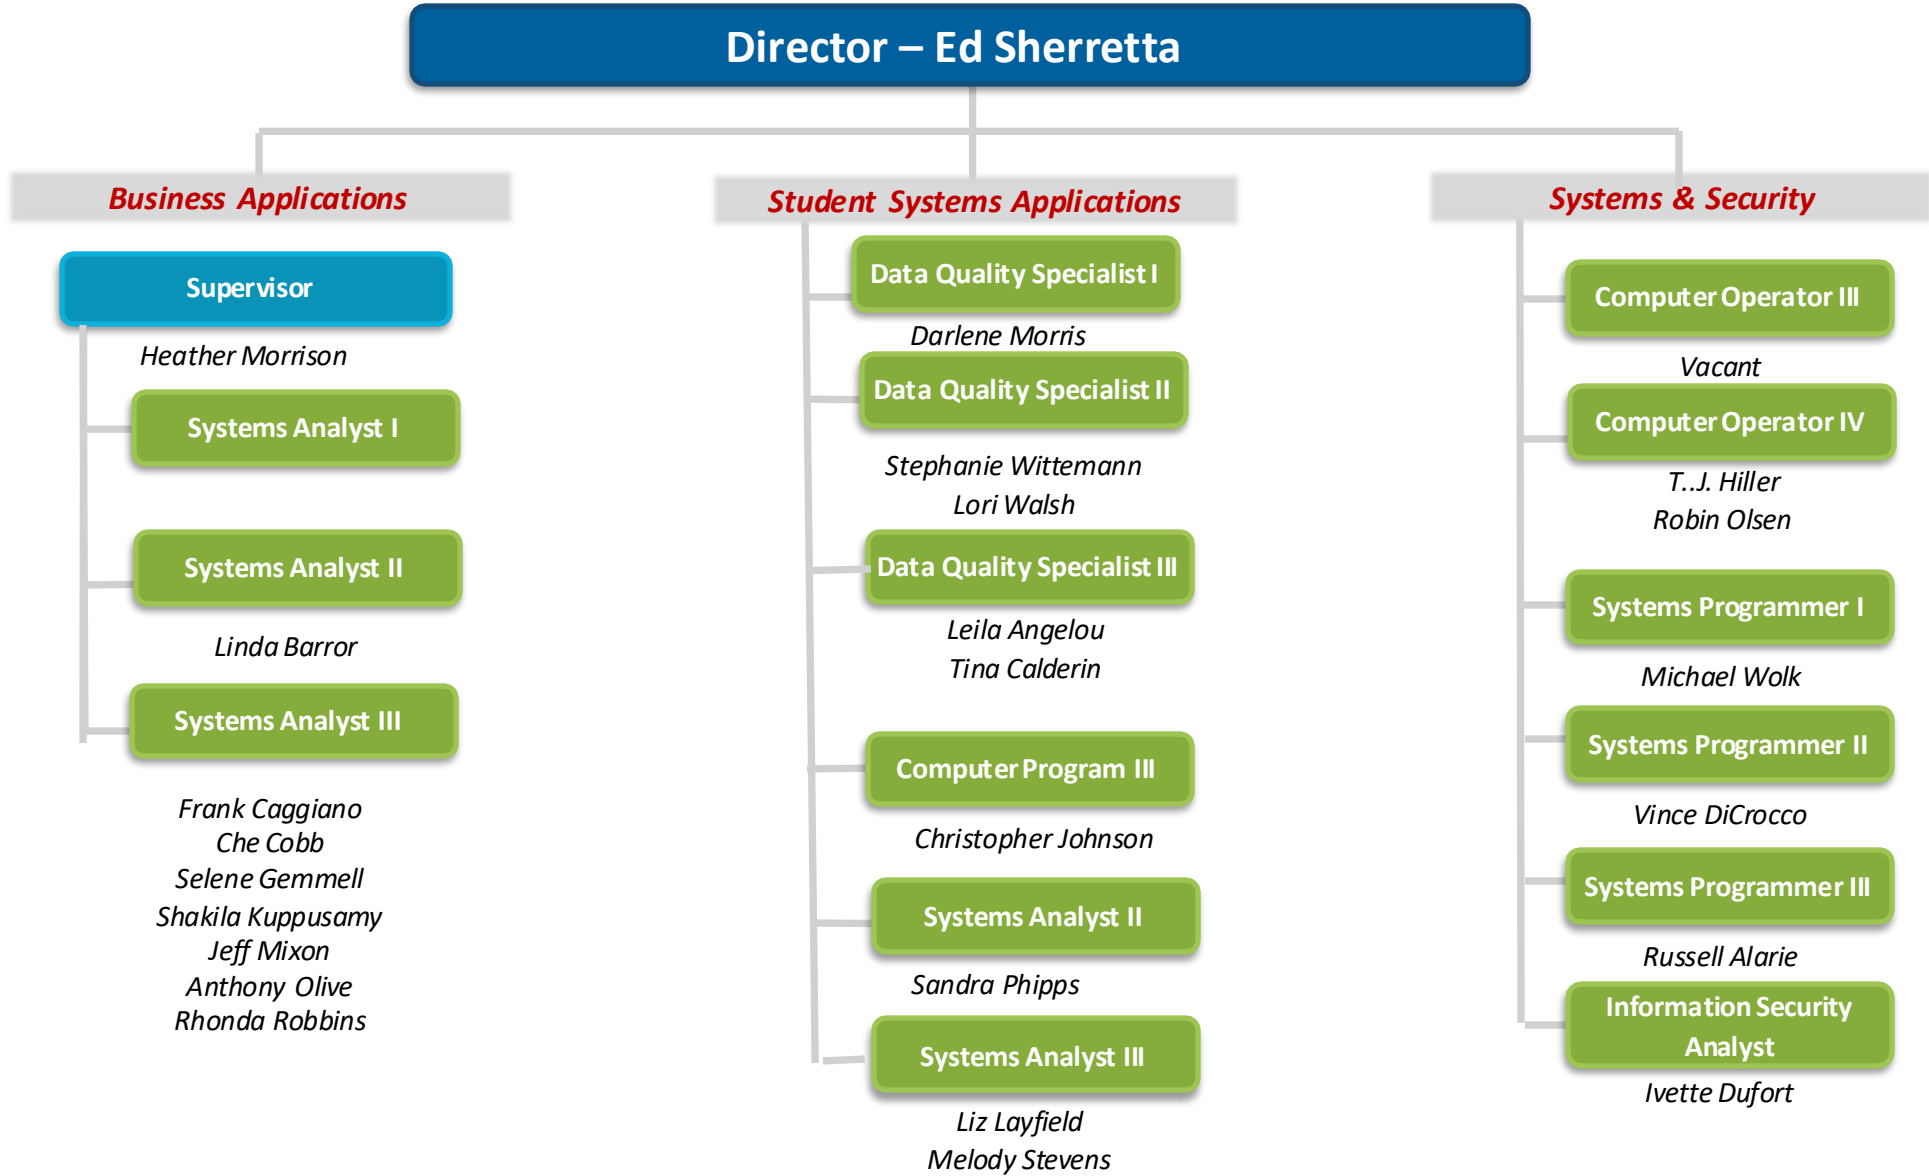 Director – Ed Sherretta
Business Applications
Supervisor
Heather Morrison
Systems Analyst I
Systems Analyst II
Linda Barror
Systems Analyst III
Frank Caggiano
Che Cobb
Selene Gemmell
Shakila Kuppusamy
Jeff Mixon
Anthony Olive
Rhonda Robbins
Student Systems Applications
Data Quality Specialist I
Darlene Morris
Data Quality Specialist II
Stephanie Wittemann
Lori Walsh
Data Quality Specialist III
Leila Angelou
Tina Calderin
Computer Program III
Christopher Johnson
Systems Analyst II
Sandra Phipps
Systems Analyst III
Liz Layfield
Melody Stevens
Systems & Security
Computer Operator III
Vacant
Computer Operator IV
T..J. Hiller
Robin Olsen
Systems Programmer I
Michael Wolk
Systems Programmer II
Vince DiCrocco
Systems Programmer III
Russell Alarie
Information Security
Analyst
Ivette Dufort